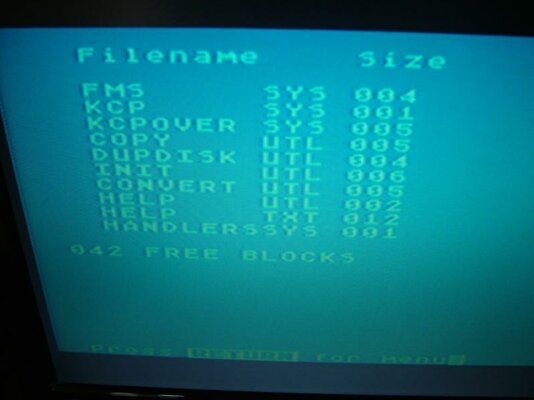 Filename Size
FMS SYS 004
KCP SYS 001
KCPOVER SYS 005
COPY UTL 005
DUPDISK UTL 004
INIT UTL 006
CONVERT UTL 005
HELP UTL 002
HELP TXT 012
HANDLERSSYS 001
042 FREE BLOCKS
Press RETURN for menu